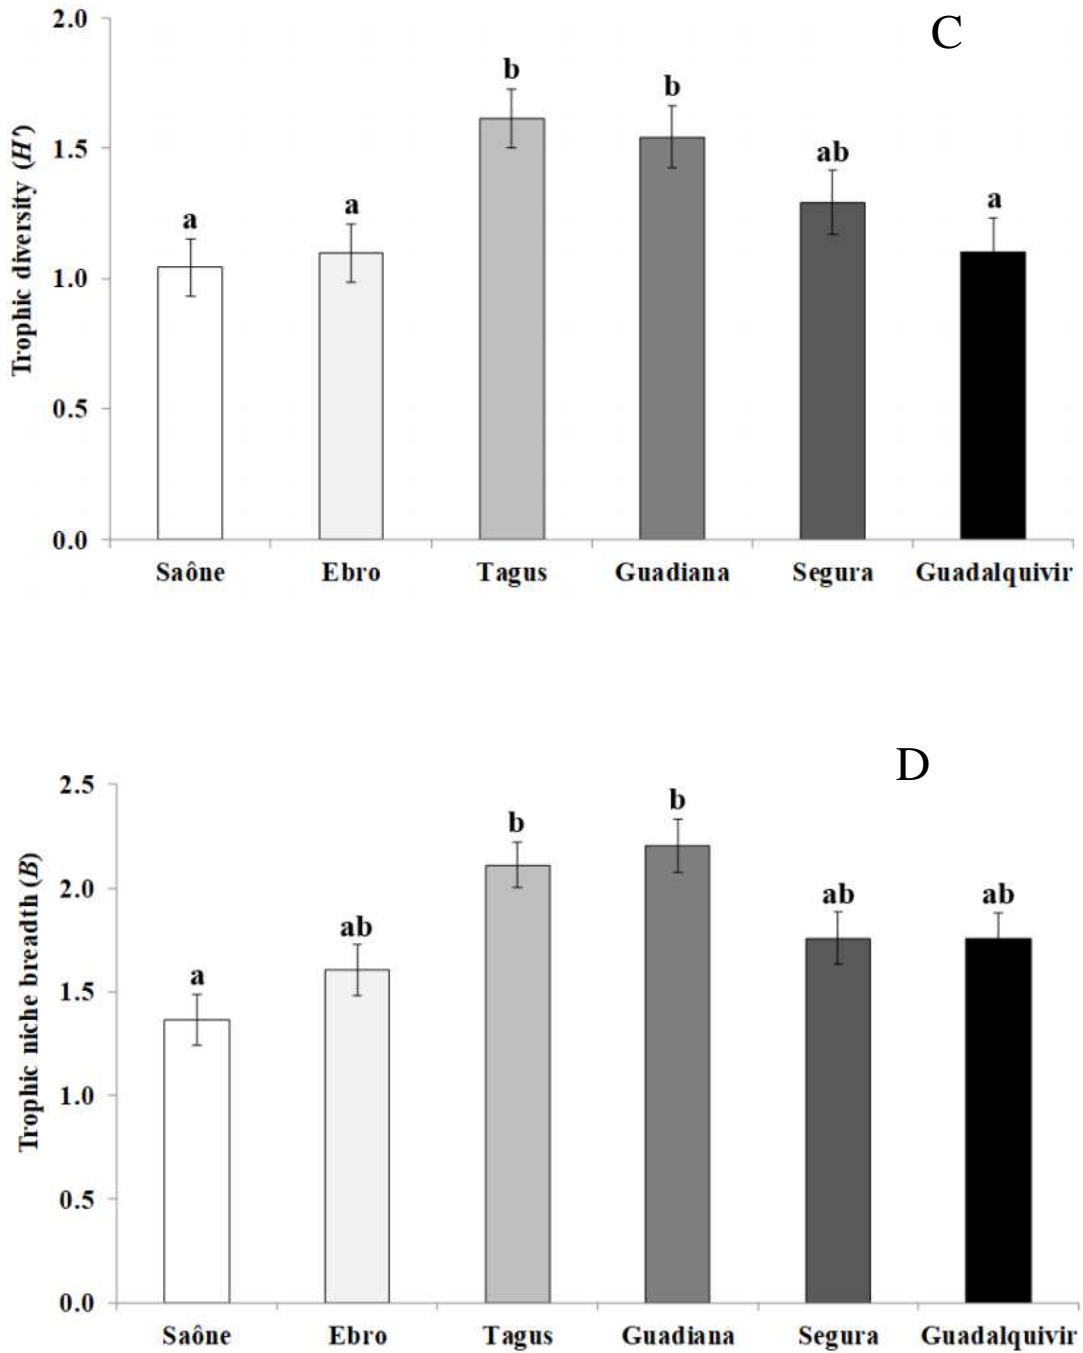 C
2.0
1.5
1.0
0.5
0.0
Trophic diversity (H')
a
a
b
b
ab
a
Saône Ebro Tagus Guadiana Segura Guadalquivir
D
2.5
2.0
1.5
1.0
0.5
0.0
Trophic niche breadth (B)
a
ab
b
b
ab
ab
Saône Ebro Tagus Guadiana Segura Guadalquivir